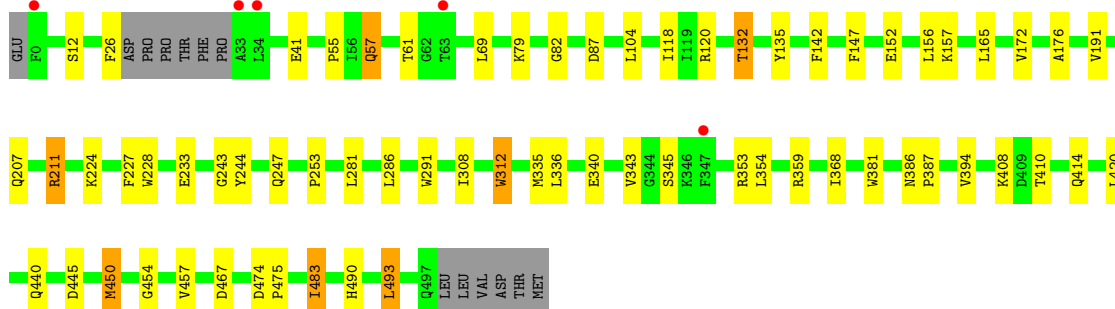 GLU F0 S12 F26 ASP PRO PRO THR PHE PRO A33 L34 E41 P55 I56 Q57 T61 G62 T63 L69 K79 G82 D87 L104 I118 I119 R120 T132 Y135 F142 F147 E152 L156 K157 L165 V172 A176 V191
Q207 R211 K224 F227 W228 E233 G243 Y244 Q247 P253 L281 L286 W291 I308 W312 M335 L336 E340 V343 G344 S345 K346 F347 R353 L354 R359 I368 W381 N386 P387 V394 K408 D409 T410 Q414
Q440 D445 M450 G454 V457 D467 D474 P475 I483 H490 L493 Q497 LEU LEU VAL ASP THR MET